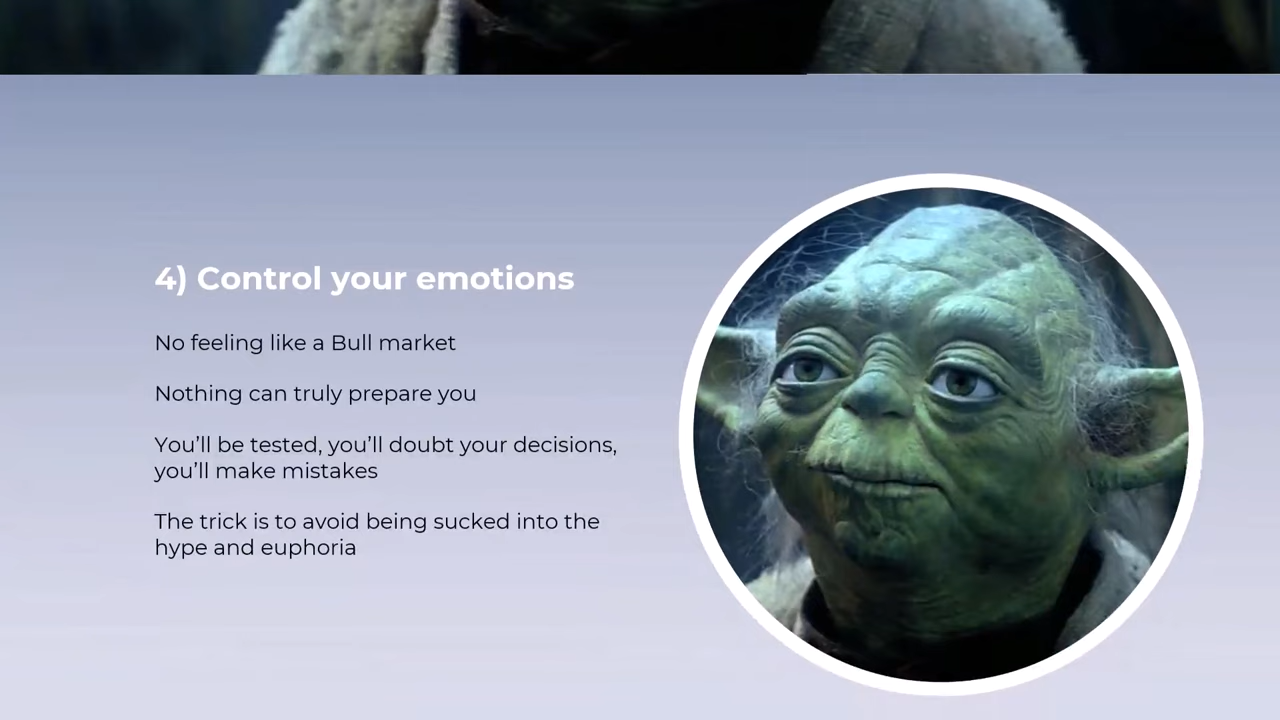 4) Control your emotions
No feeling like a Bull market
Nothing can truly prepare you
You’ll be tested, you’ll doubt your decisions,
you’ll make mistakes
The trick is to avoid being sucked into the
hype and euphoria